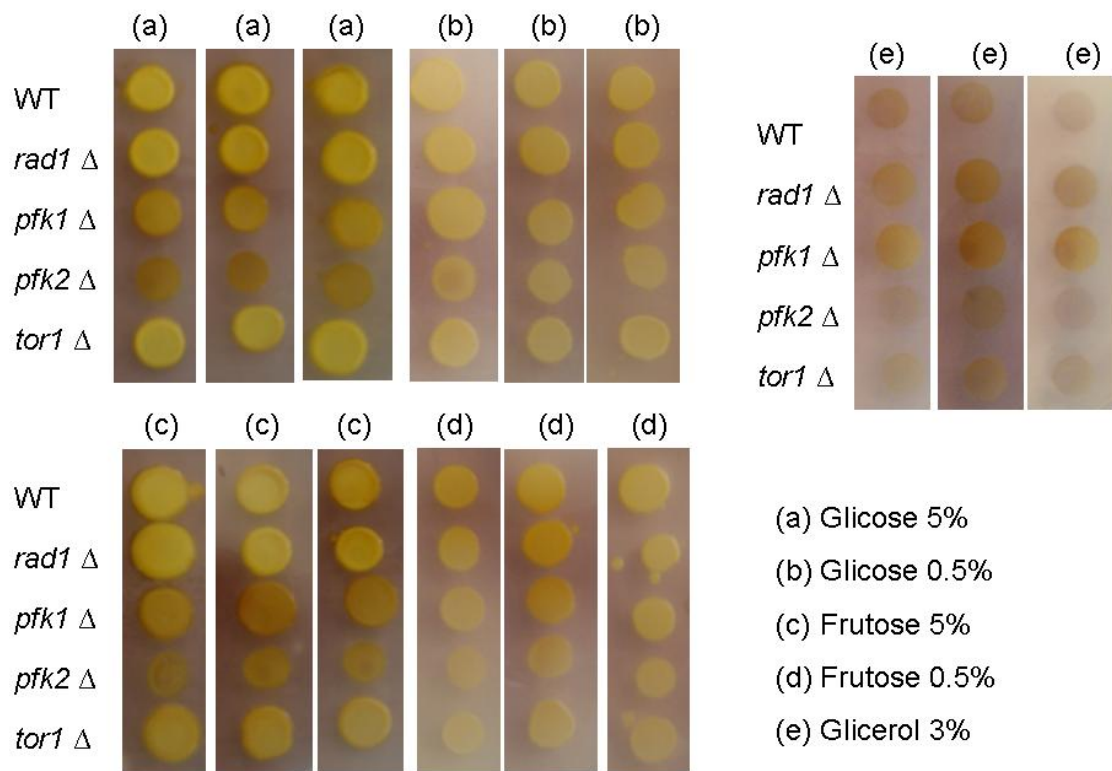 (a) (a) (a) (b) (b) (b)
WT
rad1 Δ
pfk1 Δ
pfk2 Δ
tor1 Δ
(e) (e) (e)
WT
rad1 Δ
pfk1 Δ
pfk2 Δ
tor1 Δ
(c) (c) (c) (d) (d) (d)
WT
rad1 Δ
pfk1 Δ
pfk2 Δ
tor1 Δ
(a) Glicose 5%
(b) Glicose 0.5%
(c) Frutose 5%
(d) Frutose 0.5%
(e) Glicerol 3%